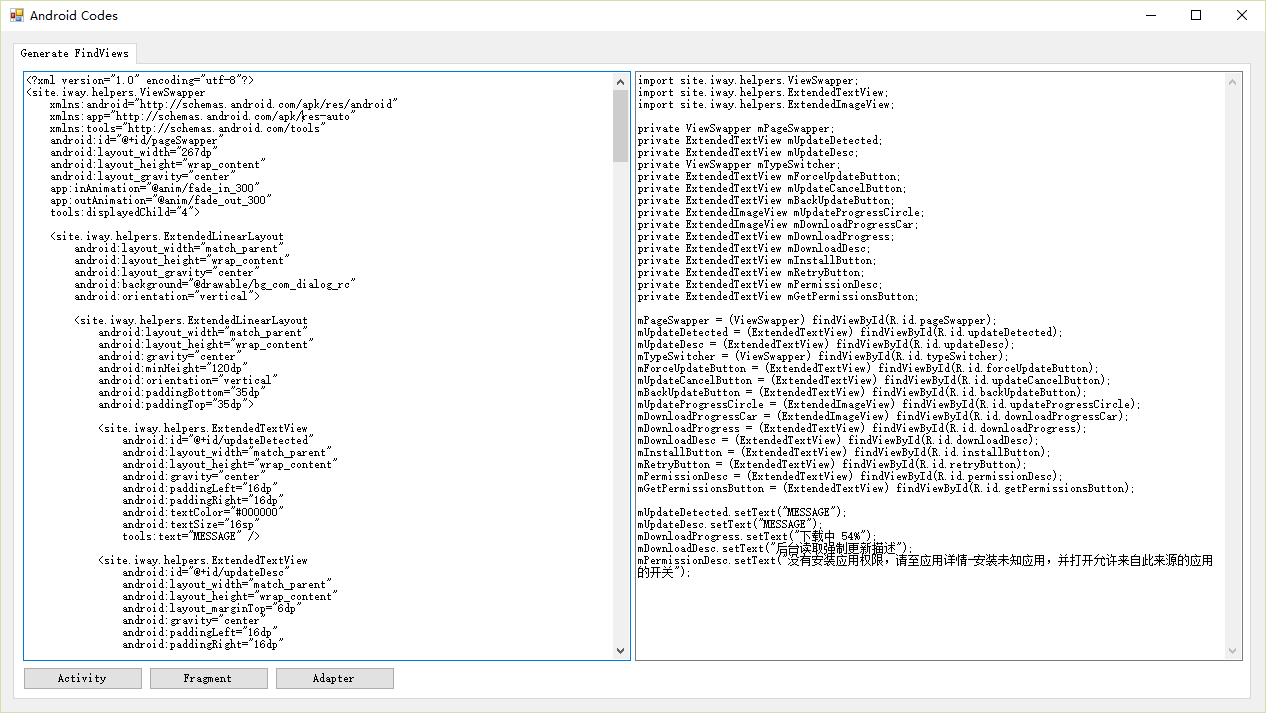 Android Codes
Generate FindViews
<?xml version="1.0" encoding="utf-8"?>
<site.iway.helpers.ViewSwapper
xmlns:android="http://schemas.android.com/apk/res/android"
xmlns:app="http://schemas.android.com/apk/res-auto"
xmlns:tools="http://schemas.android.com/tools"
android:id="@+id/pageSwapper"
android:layout_width="267dp"
android:layout_height="wrap_content"
android:layout_gravity="center"
app:inAnimation="@anim/fade_in_300"
app:outAnimation="@anim/fade_out_300"
tools:displayedChild="4">
<site.iway.helpers.ExtendedLinearLayout
android:layout_width="match_parent"
android:layout_height="wrap_content"
android:layout_gravity="center"
android:background="@drawable/bg_com_dialog_rc"
android:orientation="vertical">
<site.iway.helpers.ExtendedLinearLayout
android:layout_width="match_parent"
android:layout_height="wrap_content"
android:gravity="center"
android:minHeight="120dp"
android:orientation="vertical"
android:paddingBottom="35dp"
android:paddingTop="35dp">
<site.iway.helpers.ExtendedTextView
android:id="@+id/updateDetected"
android:layout_width="match_parent"
android:layout_height="wrap_content"
android:gravity="center"
android:paddingLeft="16dp"
android:paddingRight="16dp"
android:textColor="#000000"
android:textSize="16sp"
tools:text="MESSAGE" />
<site.iway.helpers.ExtendedTextView
android:id="@+id/updateDesc"
android:layout_width="match_parent"
android:layout_height="wrap_content"
android:layout_marginTop="6dp"
android:gravity="center"
android:paddingLeft="16dp"
android:paddingRight="16dp"
import site.iway.helpers.ViewSwapper;
import site.iway.helpers.ExtendedTextView;
import site.iway.helpers.ExtendedImageView;
private ViewSwapper mPageSwapper;
private ExtendedTextView mUpdateDetected;
private ExtendedTextView mUpdateDesc;
private ViewSwapper mTypeSwitcher;
private ExtendedTextView mForceUpdateButton;
private ExtendedTextView mUpdateCancelButton;
private ExtendedTextView mBackUpdateButton;
private ExtendedImageView mUpdateProgressCircle;
private ExtendedImageView mDownloadProgressCar;
private ExtendedTextView mDownloadProgress;
private ExtendedTextView mDownloadDesc;
private ExtendedTextView mInstallButton;
private ExtendedTextView mRetryButton;
private ExtendedTextView mPermissionDesc;
private ExtendedTextView mGetPermissionsButton;
mPageSwapper = (ViewSwapper) findViewById(R.id.pageSwapper);
mUpdateDetected = (ExtendedTextView) findViewById(R.id.updateDetected);
mUpdateDesc = (ExtendedTextView) findViewById(R.id.updateDesc);
mTypeSwitcher = (ViewSwapper) findViewById(R.id.typeSwitcher);
mForceUpdateButton = (ExtendedTextView) findViewById(R.id.forceUpdateButton);
mUpdateCancelButton = (ExtendedTextView) findViewById(R.id.updateCancelButton);
mBackUpdateButton = (ExtendedTextView) findViewById(R.id.backUpdateButton);
mUpdateProgressCircle = (ExtendedImageView) findViewById(R.id.updateProgressCircle);
mDownloadProgressCar = (ExtendedImageView) findViewById(R.id.downloadProgressCar);
mDownloadProgress = (ExtendedTextView) findViewById(R.id.downloadProgress);
mDownloadDesc = (ExtendedTextView) findViewById(R.id.downloadDesc);
mInstallButton = (ExtendedTextView) findViewById(R.id.installButton);
mRetryButton = (ExtendedTextView) findViewById(R.id.retryButton);
mPermissionDesc = (ExtendedTextView) findViewById(R.id.permissionDesc);
mGetPermissionsButton = (ExtendedTextView) findViewById(R.id.getPermissionsButton);
mUpdateDetected.setText("MESSAGE");
mUpdateDesc.setText("MESSAGE");
mDownloadProgress.setText("下载中 54%");
mDownloadDesc.setText("后台读取强制更新描述");
mPermissionDesc.setText("没有安装应用权限，请至应用详情-安装未知应用，并打开允许来自此来源的应用
的开关");
Activity
Fragment
Adapter